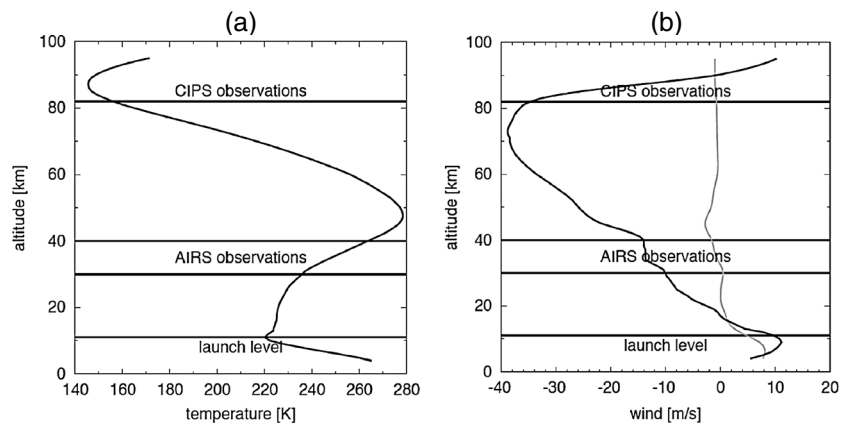 (a)
(b)
100
80
60
40
20
0
140 160 180 200 220 240 260 280
altitude [km]
temperature [K]
CIPS observations
AIRS observations
launch level
100
80
60
40
20
0
-40 -30 -20 -10 0 10 20
altitude [km]
wind [m/s]
CIPS observations
AIRS observations
launch level